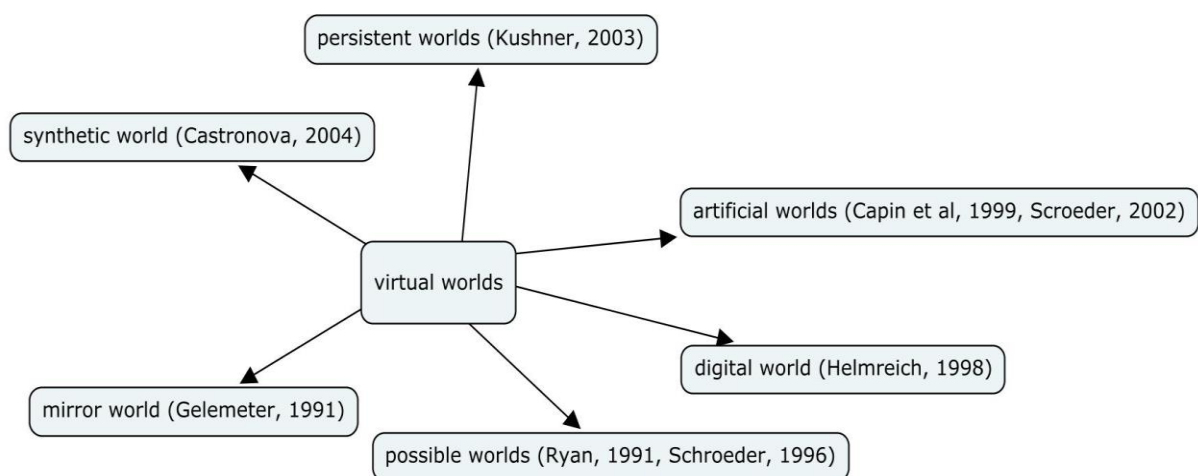 persistent worlds (Kushner, 2003)
synthetic world (Castronova, 2004)
artificial worlds (Capin et al, 1999, Scroeder, 2002)
virtual worlds
digital world (Helmreich, 1998)
mirror world (Gelemeter, 1991)
possible worlds (Ryan, 1991, Schroeder, 1996)